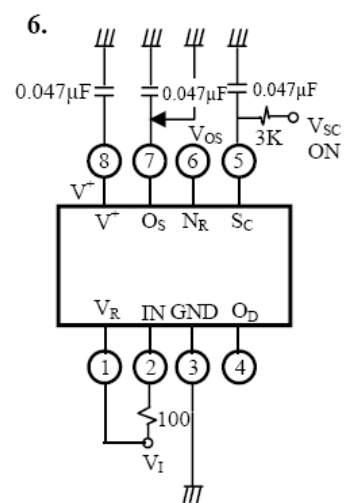 6.
0.047μF 0.047μF 0.047μF
V_OS 3K V_SC
ON
8 7 6 5
V⁺
V⁺ O_S N_R S_C
V_R IN GND O_D
1 2 3 4
100
V_I